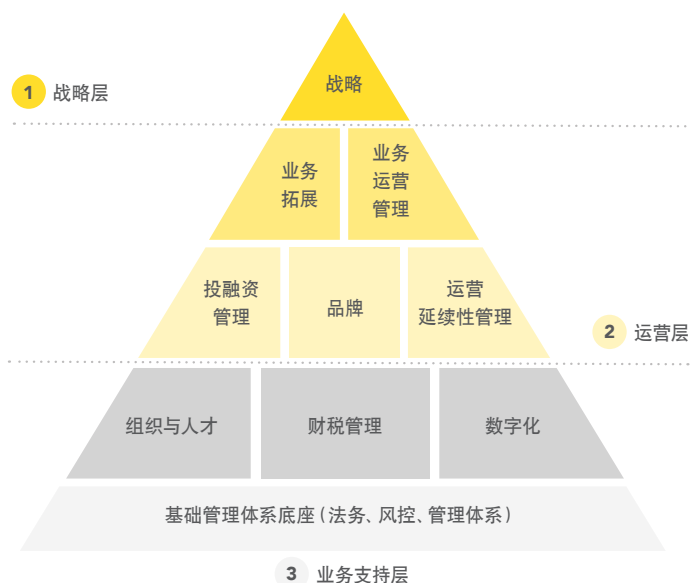 战略
1 战略层
业务
拓展
业务
运营
管理
投融资
管理
品牌
运营
延续性管理
2 运营层
组织与人才
财税管理
数字化
基础管理体系底座(法务、风控、管理体系)
3 业务支持层